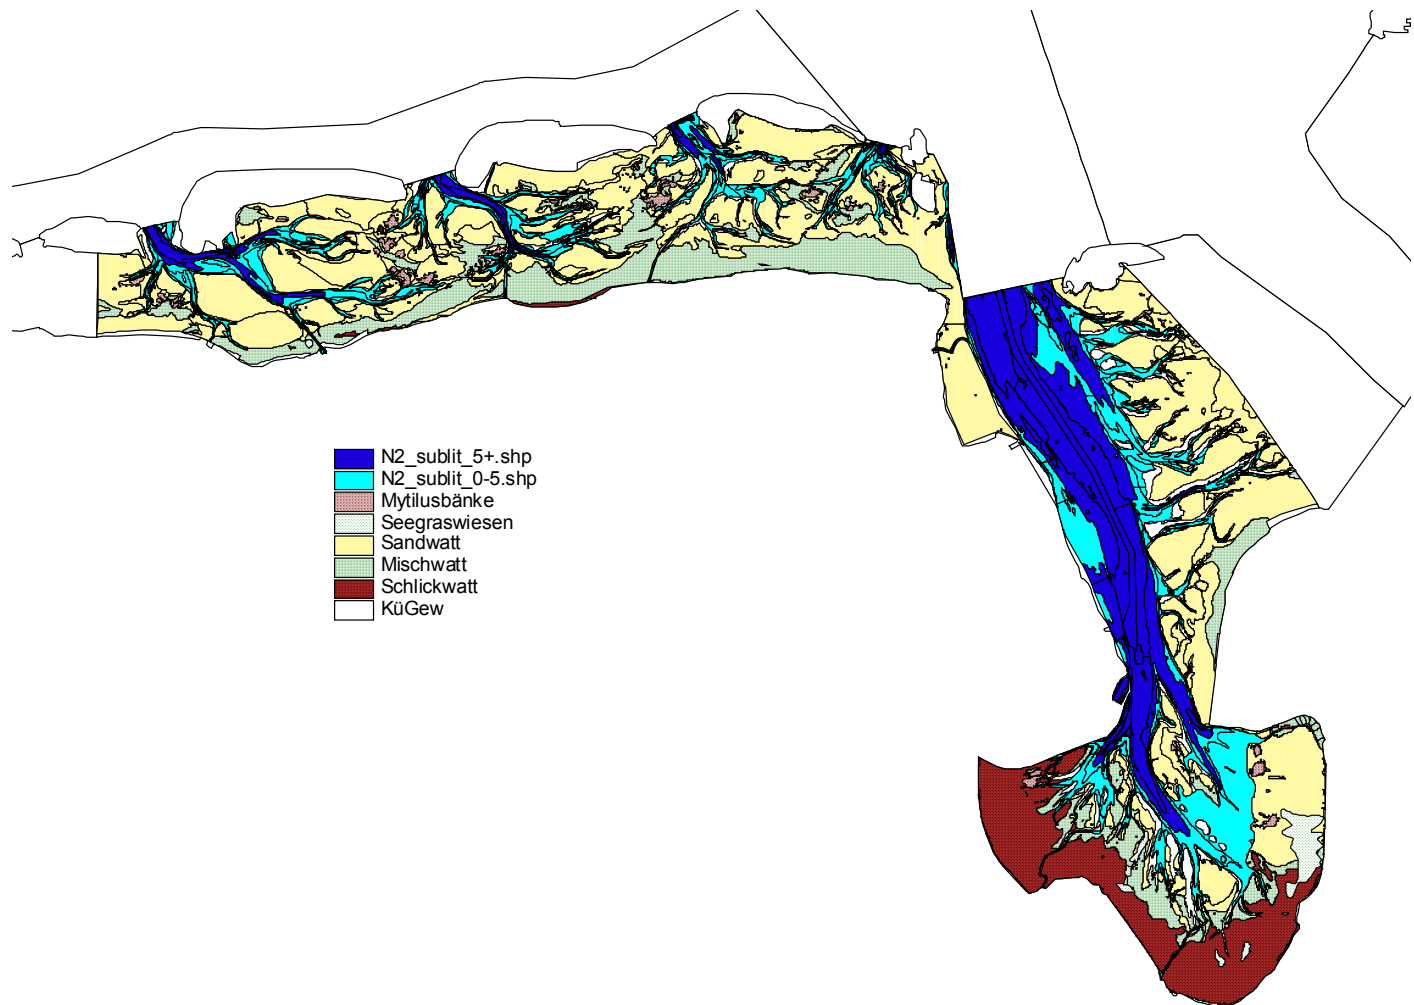 N2_sublit_5+.shp
N2_sublit_0-5.shp
Mytilusbänke
Seegraswiesen
Sandwatt
Mischwatt
Schlickwatt
KüGew